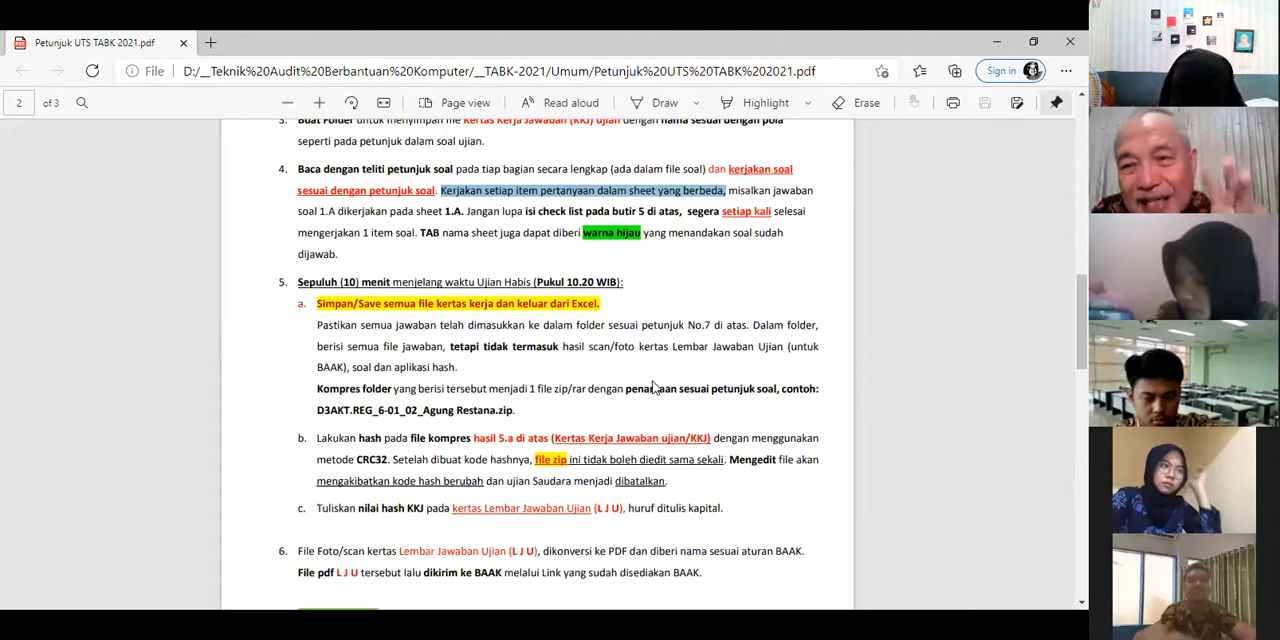 Petunjuk UTS TABK 2021.pdf
File D:/__Teknik%20Audit%20Berbantuan%20Komputer/__TABK-2021/Umum/Petunjuk%20UTS%20TABK%202021.pdf
Sign in
2 of 3
Page view
Read aloud
Draw
Highlight
Erase
3. Buat Folder untuk menyimpan file Kertas Kerja Jawaban (KKJ) ujian dengan nama sesuai dengan pola
seperti pada petunjuk dalam soal ujian.
4. Baca dengan teliti petunjuk soal pada tiap bagian secara lengkap (ada dalam file soal) dan kerjakan soal
sesuai dengan petunjuk soal. Kerjakan setiap item pertanyaan dalam sheet yang berbeda, misalkan jawaban
soal 1.A dikerjakan pada sheet 1.A. Jangan lupa isi check list pada butir 5 di atas, segera setiap kali selesai
mengerjakan 1 item soal. TAB nama sheet juga dapat diberi warna hijau yang menandakan soal sudah
dijawab.
5. Sepuluh (10) menit menjelang waktu Ujian Habis (Pukul 10.20 WIB):
a. Simpan/Save semua file kertas kerja dan keluar dari Excel.
Pastikan semua jawaban telah dimasukkan ke dalam folder sesuai petunjuk No.7 di atas. Dalam folder,
berisi semua file jawaban, tetapi tidak termasuk hasil scan/foto kertas Lembar Jawaban Ujian (untuk
BAAK), soal dan aplikasi hash.
Kompres folder yang berisi tersebut menjadi 1 file zip/rar dengan penamaan sesuai petunjuk soal, contoh:
D3AKT.REG_6-01_02_Agung Restana.zip.
b. Lakukan hash pada file kompres hasil 5.a di atas (Kertas Kerja Jawaban ujian/KKJ) dengan menggunakan
metode CRC32. Setelah dibuat kode hashnya, file zip ini tidak boleh diedit sama sekali. Mengedit file akan
mengakibatkan kode hash berubah dan ujian Saudara menjadi dibatalkan.
c. Tuliskan nilai hash KKJ pada kertas Lembar Jawaban Ujian (L J U), huruf ditulis kapital.
6. File Foto/scan kertas Lembar Jawaban Ujian (L J U), dikonversi ke PDF dan diberi nama sesuai aturan BAAK.
File pdf L J U tersebut lalu dikirim ke BAAK melalui Link yang sudah disediakan BAAK.